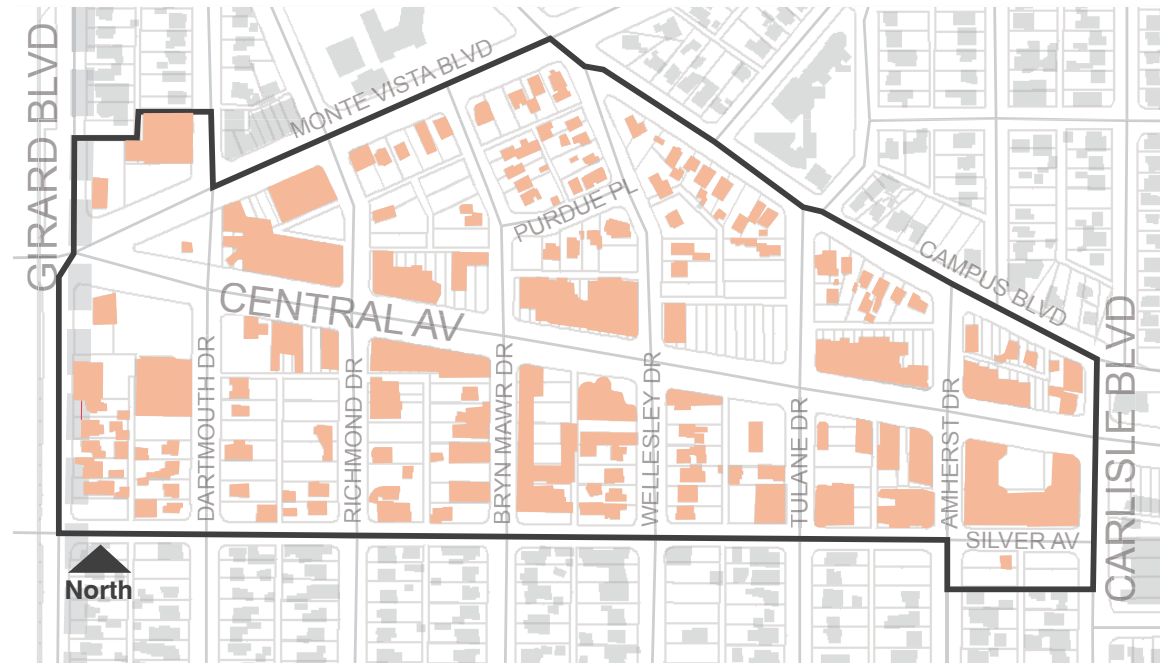 GIRARD BLVD
MONTE VISTA BLVD
PURDUE PL
CENTRAL AV
CAMPUS BLVD
CARLISLE BLVD
DARTMOUTH DR
RICHMOND DR
BRYN MAWR DR
WELLESLEY DR
TULANE DR
AMHERST DR
SILVER AV
North